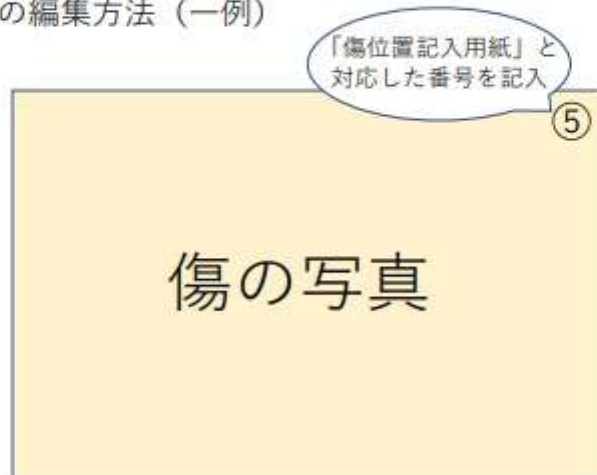 の編集方法（一例）
「傷位置記入用紙」と
対応した番号を記入
⑤
傷の写真